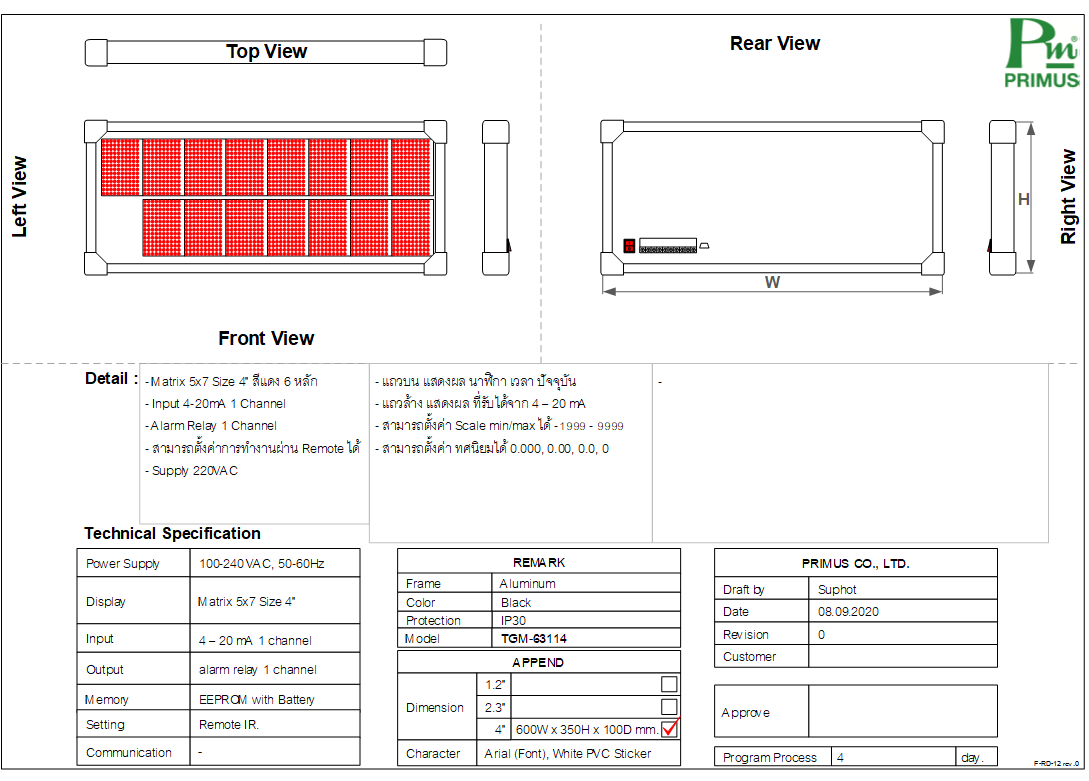 Top View
Rear View
Pm®
PRIMUS
Left View
Right View
H
W
Front View
Detail :
- Matrix 5x7 Size 4" สีแดง 6 หลัก
- Input 4-20mA 1 Channel
- Alarm Relay 1 Channel
- สามารถตั้งค่าการทำงานผ่าน Remote ได้
- Supply 220VAC
- แถวบน แสดงผล นาฬิกา เวลา ปัจจุบัน
- แถวล้าง แสดงผล ที่รับได้จาก 4 – 20 mA
- สามารถตั้งค่า Scale min/max ได้ -1999 - 9999
- สามารถตั้งค่า ทศนิยมได้ 0.000, 0.00, 0.0, 0
-
Technical Specification
Power Supply 100-240VAC, 50-60Hz
Display Matrix 5x7 Size 4"
Input 4 – 20 mA 1 channel
Output alarm relay 1 channel
Memory EEPROM with Battery
Setting Remote IR.
Communication -
REMARK
Frame Aluminum
Color Black
Protection IP30
Model TGM-63114
APPEND
Dimension
1.2"
2.3"
4" 600W x 350H x 100D mm.
Character Arial (Font), White PVC Sticker
PRIMUS CO., LTD.
Draft by Suphot
Date 08.09.2020
Revision 0
Customer
Approve
Program Process 4 day.
F-RD-12 rev.0